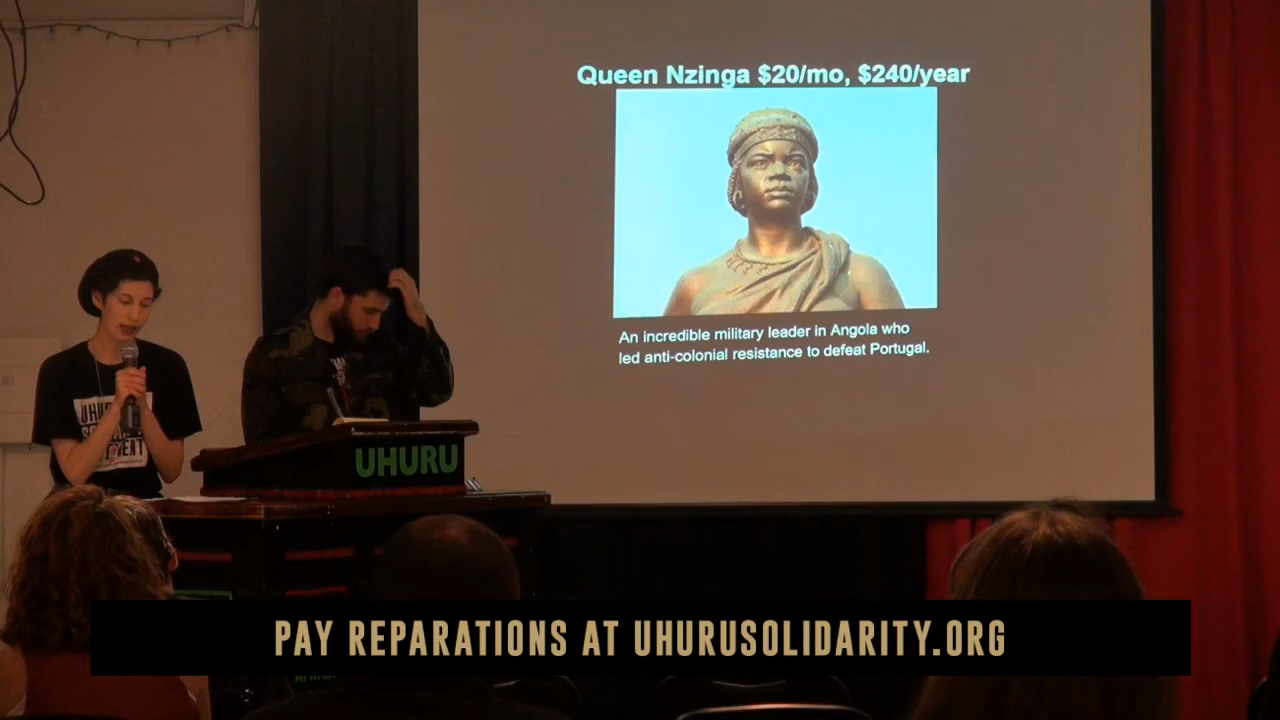 Queen Nzinga $20/mo, $240/year
An incredible military leader in Angola who
led anti-colonial resistance to defeat Portugal.
UHURU
PAY REPARATIONS AT UHURUSOLIDARITY.ORG